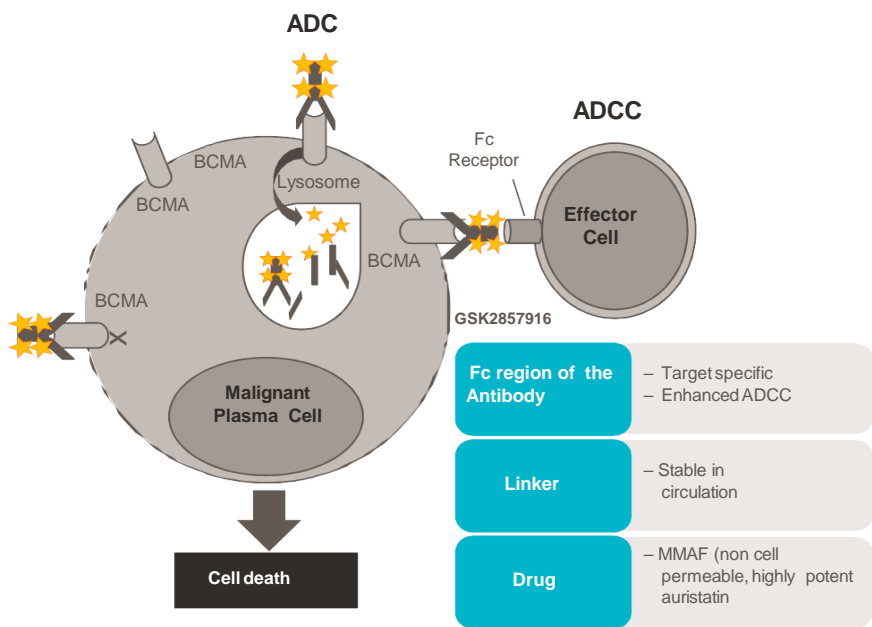 ADC
ADCC
Fc
Receptor
BCMA
BCMA
Lysosome
Effector
Cell
BCMA
BCMA
X
GSK2857916
Malignant
Plasma Cell
Cell death
Fc region of the
Antibody
– Target specific
– Enhanced ADCC
Linker
– Stable in
circulation
Drug
– MMAF (non cell
permeable, highly potent
auristatin